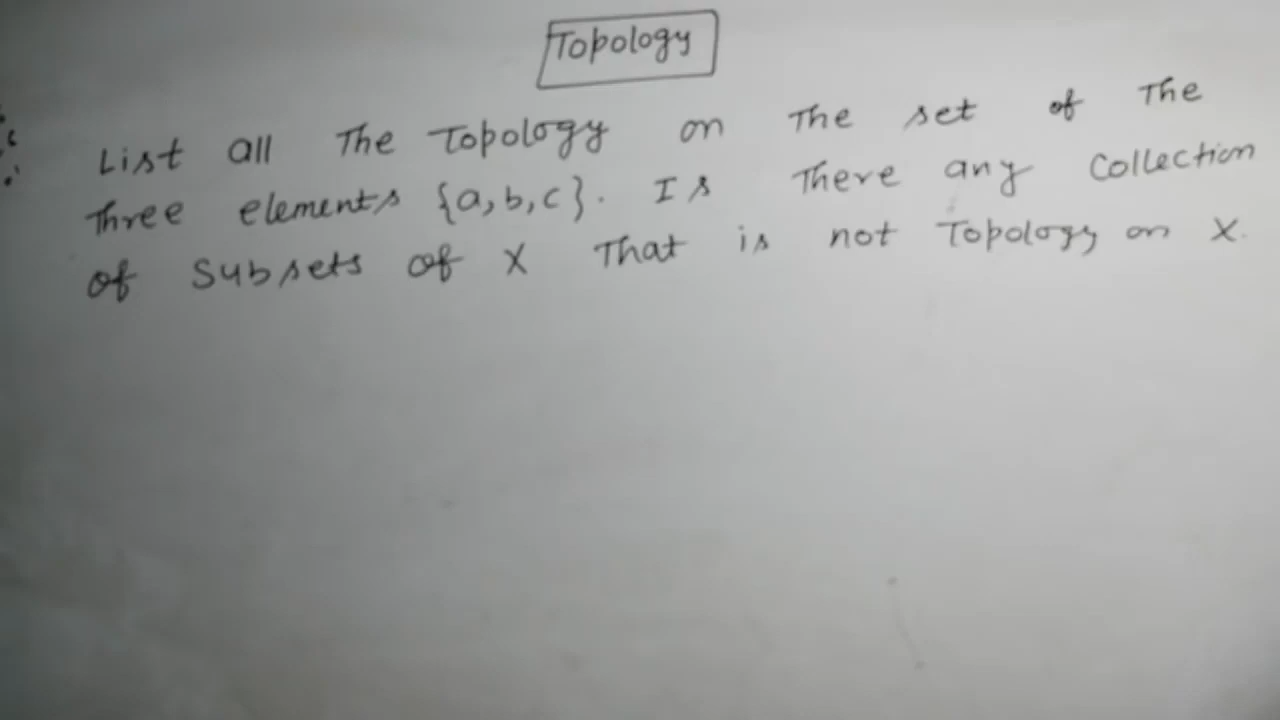 Topology
List all The Topology on The set of The
Three elements {a,b,c}. Is There any Collection
of Subsets of X That is not Topology on X.